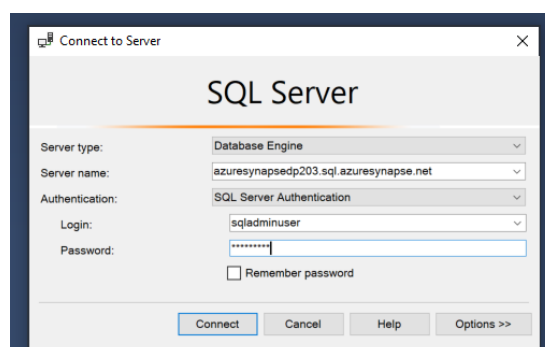 Connect to Server
SQL Server
Server type: Database Engine
Server name: azuresynapsedp203.sql.azuresynapse.net
Authentication: SQL Server Authentication
Login: sqladminuser
Password: *********
Remember password
Connect Cancel Help Options >>